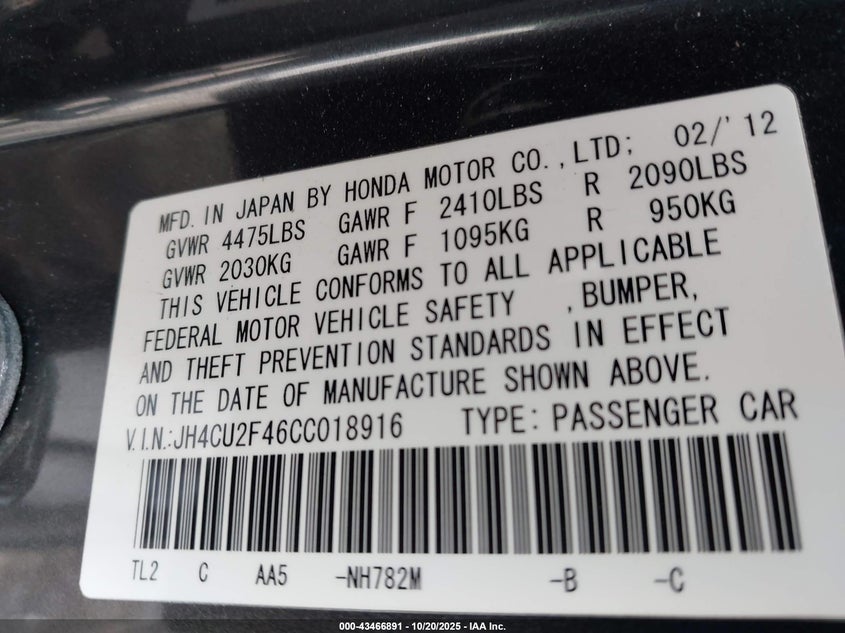 MFD. IN JAPAN BY HONDA MOTOR CO.,LTD; 02/'12
GVWR 4475LBS GAWR F 2410LBS R 2090LBS
GVWR 2030KG GAWR F 1095KG R 950KG
THIS VEHICLE CONFORMS TO ALL APPLICABLE
FEDERAL MOTOR VEHICLE SAFETY ,BUMPER,
AND THEFT PREVENTION STANDARDS IN EFFECT
ON THE DATE OF MANUFACTURE SHOWN ABOVE.
V.I.N.:JH4CU2F46CC018916 TYPE:PASSENGER CAR
TL2 C AA5 -NH782M -B -C
000-43466891 - 10/20/2025 - IAA Inc.